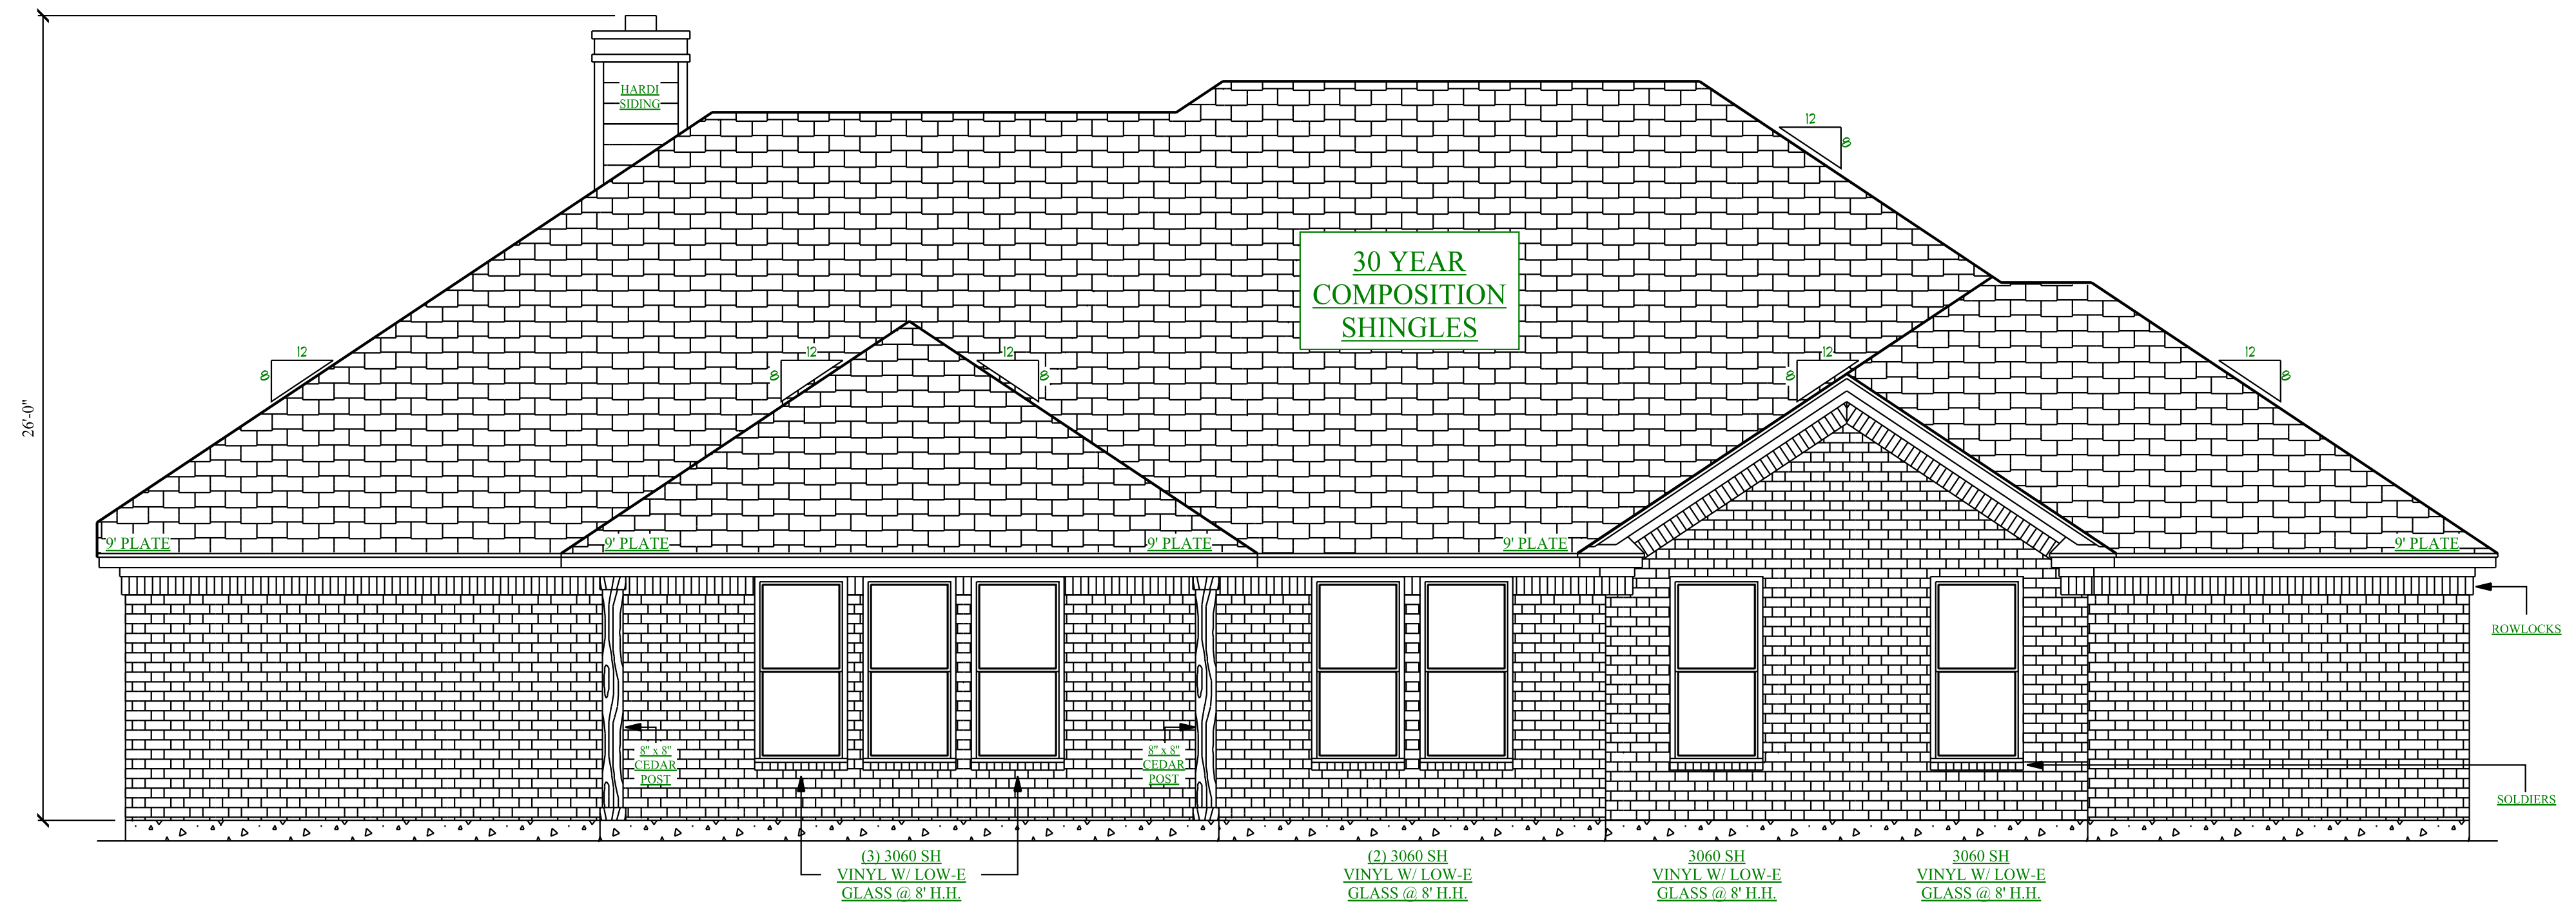 26'-0"
HARDI
SIDING
12
8
30 YEAR
COMPOSITION
SHINGLES
12
8
12
8
12
8
12
8
12
8
9' PLATE
9' PLATE
9' PLATE
9' PLATE
9' PLATE
ROWLOCKS
8" x 8"
CEDAR
POST
8" x 8"
CEDAR
POST
SOLDIERS
(3) 3060 SH
VINYL W/ LOW-E
GLASS @ 8' H.H.
(2) 3060 SH
VINYL W/ LOW-E
GLASS @ 8' H.H.
3060 SH
VINYL W/ LOW-E
GLASS @ 8' H.H.
3060 SH
VINYL W/ LOW-E
GLASS @ 8' H.H.